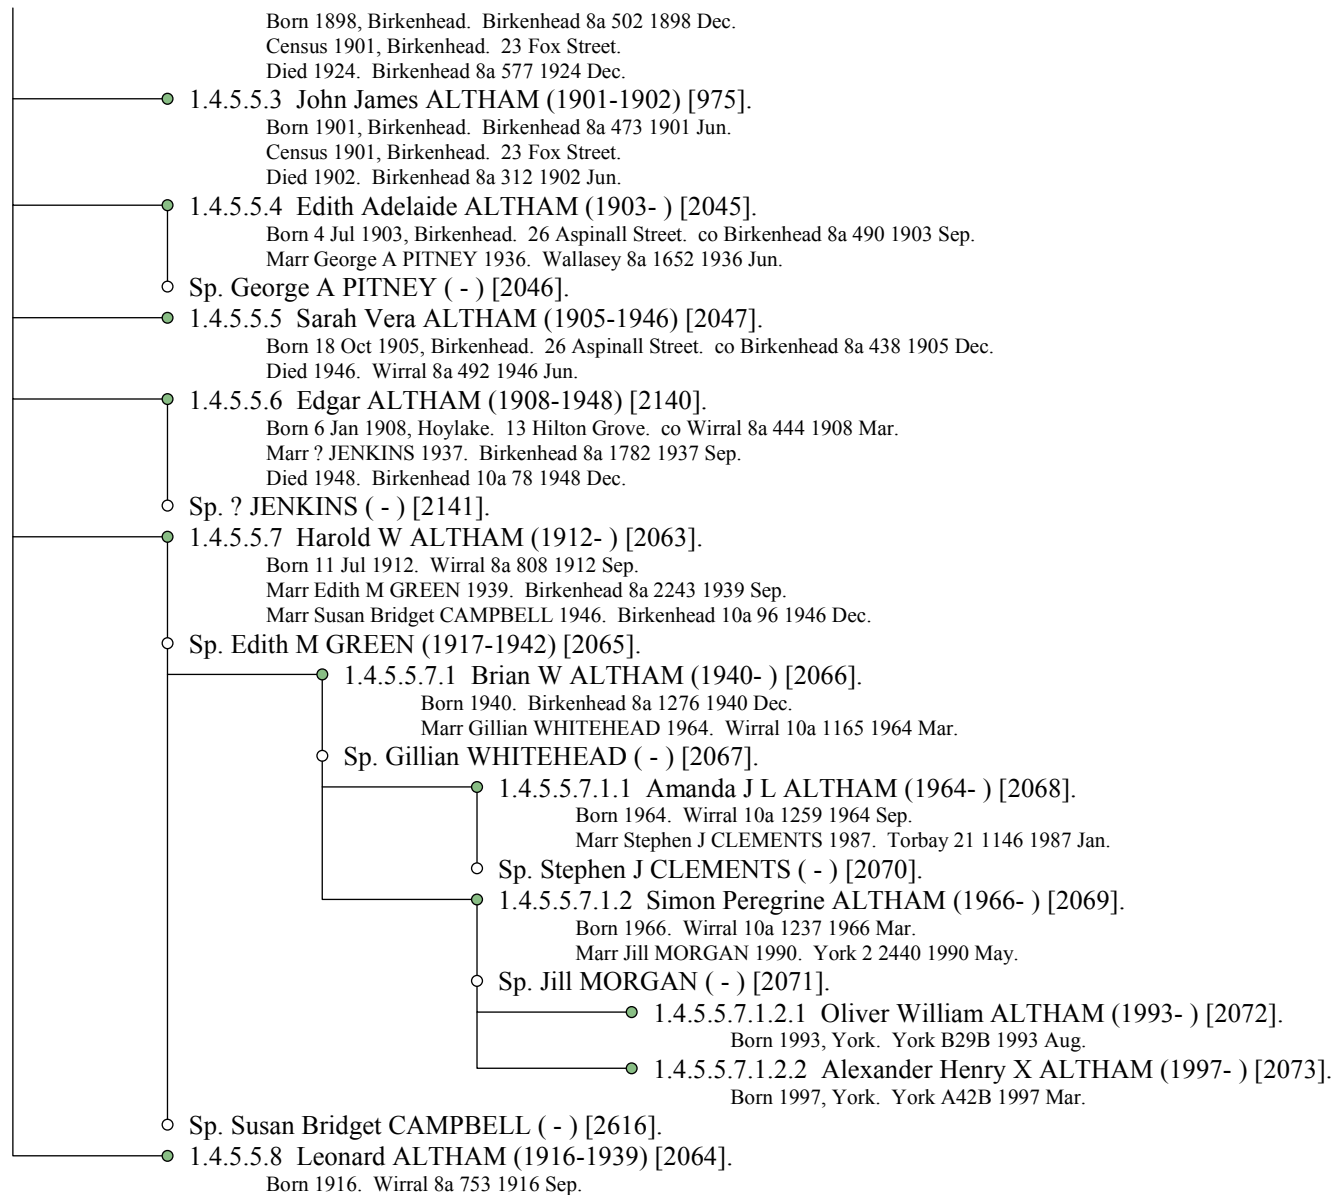 Born 1898, Birkenhead. Birkenhead 8a 502 1898 Dec.
Census 1901, Birkenhead. 23 Fox Street.
Died 1924. Birkenhead 8a 577 1924 Dec.
1.4.5.5.3 John James ALTHAM (1901-1902) [975].
Born 1901, Birkenhead. Birkenhead 8a 473 1901 Jun.
Census 1901, Birkenhead. 23 Fox Street.
Died 1902. Birkenhead 8a 312 1902 Jun.
1.4.5.5.4 Edith Adelaide ALTHAM (1903- ) [2045].
Born 4 Jul 1903, Birkenhead. 26 Aspinall Street. co Birkenhead 8a 490 1903 Sep.
Marr George A PITNEY 1936. Wallasey 8a 1652 1936 Jun.
Sp. George A PITNEY ( - ) [2046].
1.4.5.5.5 Sarah Vera ALTHAM (1905-1946) [2047].
Born 18 Oct 1905, Birkenhead. 26 Aspinall Street. co Birkenhead 8a 438 1905 Dec.
Died 1946. Wirral 8a 492 1946 Jun.
1.4.5.5.6 Edgar ALTHAM (1908-1948) [2140].
Born 6 Jan 1908, Hoylake. 13 Hilton Grove. co Wirral 8a 444 1908 Mar.
Marr ? JENKINS 1937. Birkenhead 8a 1782 1937 Sep.
Died 1948. Birkenhead 10a 78 1948 Dec.
Sp. ? JENKINS ( - ) [2141].
1.4.5.5.7 Harold W ALTHAM (1912- ) [2063].
Born 11 Jul 1912. Wirral 8a 808 1912 Sep.
Marr Edith M GREEN 1939. Birkenhead 8a 2243 1939 Sep.
Marr Susan Bridget CAMPBELL 1946. Birkenhead 10a 96 1946 Dec.
Sp. Edith M GREEN (1917-1942) [2065].
1.4.5.5.7.1 Brian W ALTHAM (1940- ) [2066].
Born 1940. Birkenhead 8a 1276 1940 Dec.
Marr Gillian WHITEHEAD 1964. Wirral 10a 1165 1964 Mar.
Sp. Gillian WHITEHEAD ( - ) [2067].
1.4.5.5.7.1.1 Amanda J L ALTHAM (1964- ) [2068].
Born 1964. Wirral 10a 1259 1964 Sep.
Marr Stephen J CLEMENTS 1987. Torbay 21 1146 1987 Jan.
Sp. Stephen J CLEMENTS ( - ) [2070].
1.4.5.5.7.1.2 Simon Peregrine ALTHAM (1966- ) [2069].
Born 1966. Wirral 10a 1237 1966 Mar.
Marr Jill MORGAN 1990. York 2 2440 1990 May.
Sp. Jill MORGAN ( - ) [2071].
1.4.5.5.7.1.2.1 Oliver William ALTHAM (1993- ) [2072].
Born 1993, York. York B29B 1993 Aug.
1.4.5.5.7.1.2.2 Alexander Henry X ALTHAM (1997- ) [2073].
Born 1997, York. York A42B 1997 Mar.
Sp. Susan Bridget CAMPBELL ( - ) [2616].
1.4.5.5.8 Leonard ALTHAM (1916-1939) [2064].
Born 1916. Wirral 8a 753 1916 Sep.